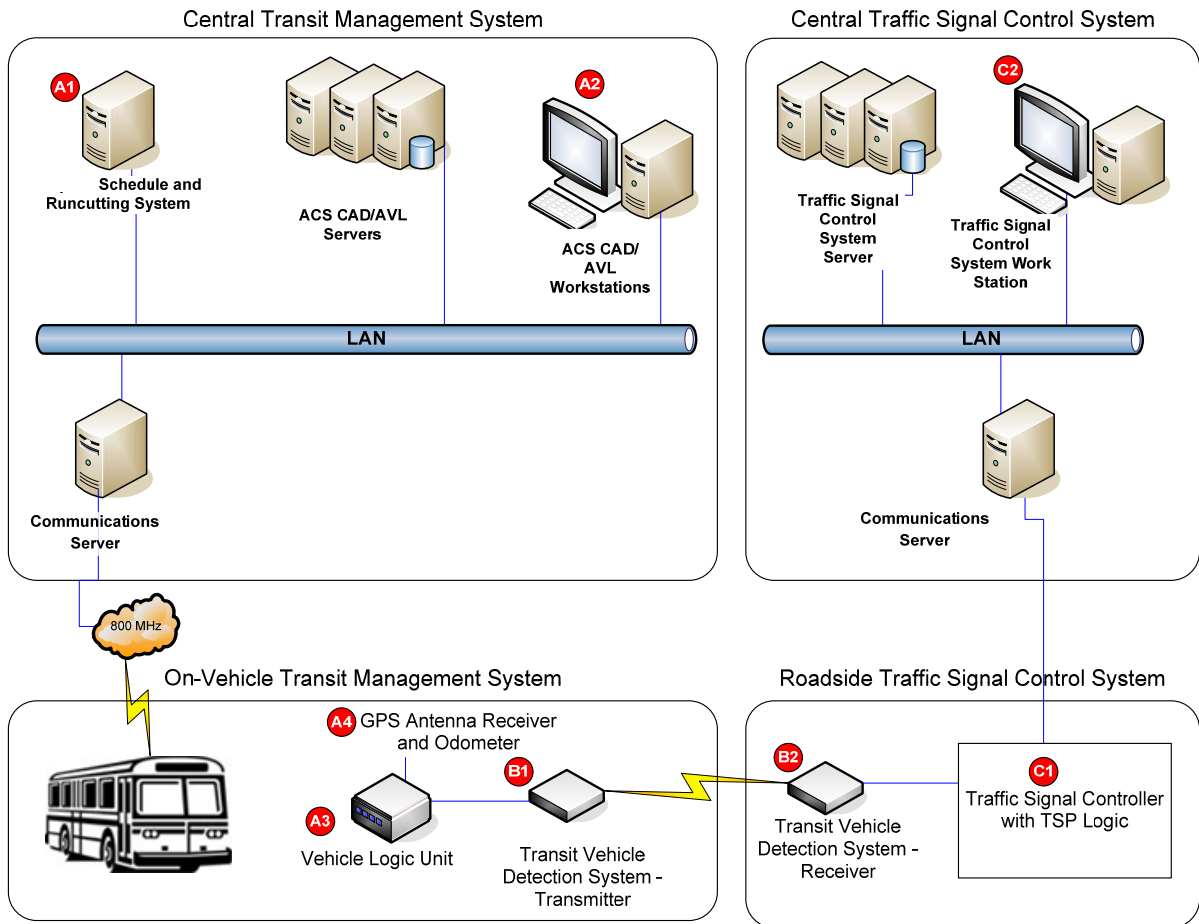 Central Transit Management System
Central Traffic Signal Control System
A1
Schedule and
Runcutting System
ACS CAD/AVL
Servers
A2
ACS CAD/
AVL
Workstations
LAN
Communications
Server
Traffic Signal
Control
System
Server
C2
Traffic Signal
Control
System Work
Station
LAN
Communications
Server
800 MHz
On-Vehicle Transit Management System
A4
GPS Antenna Receiver
and Odometer
A3
Vehicle Logic Unit
B1
Transit Vehicle
Detection System -
Transmitter
Roadside Traffic Signal Control System
B2
Transit Vehicle
Detection System -
Receiver
C1
Traffic Signal Controller
with TSP Logic